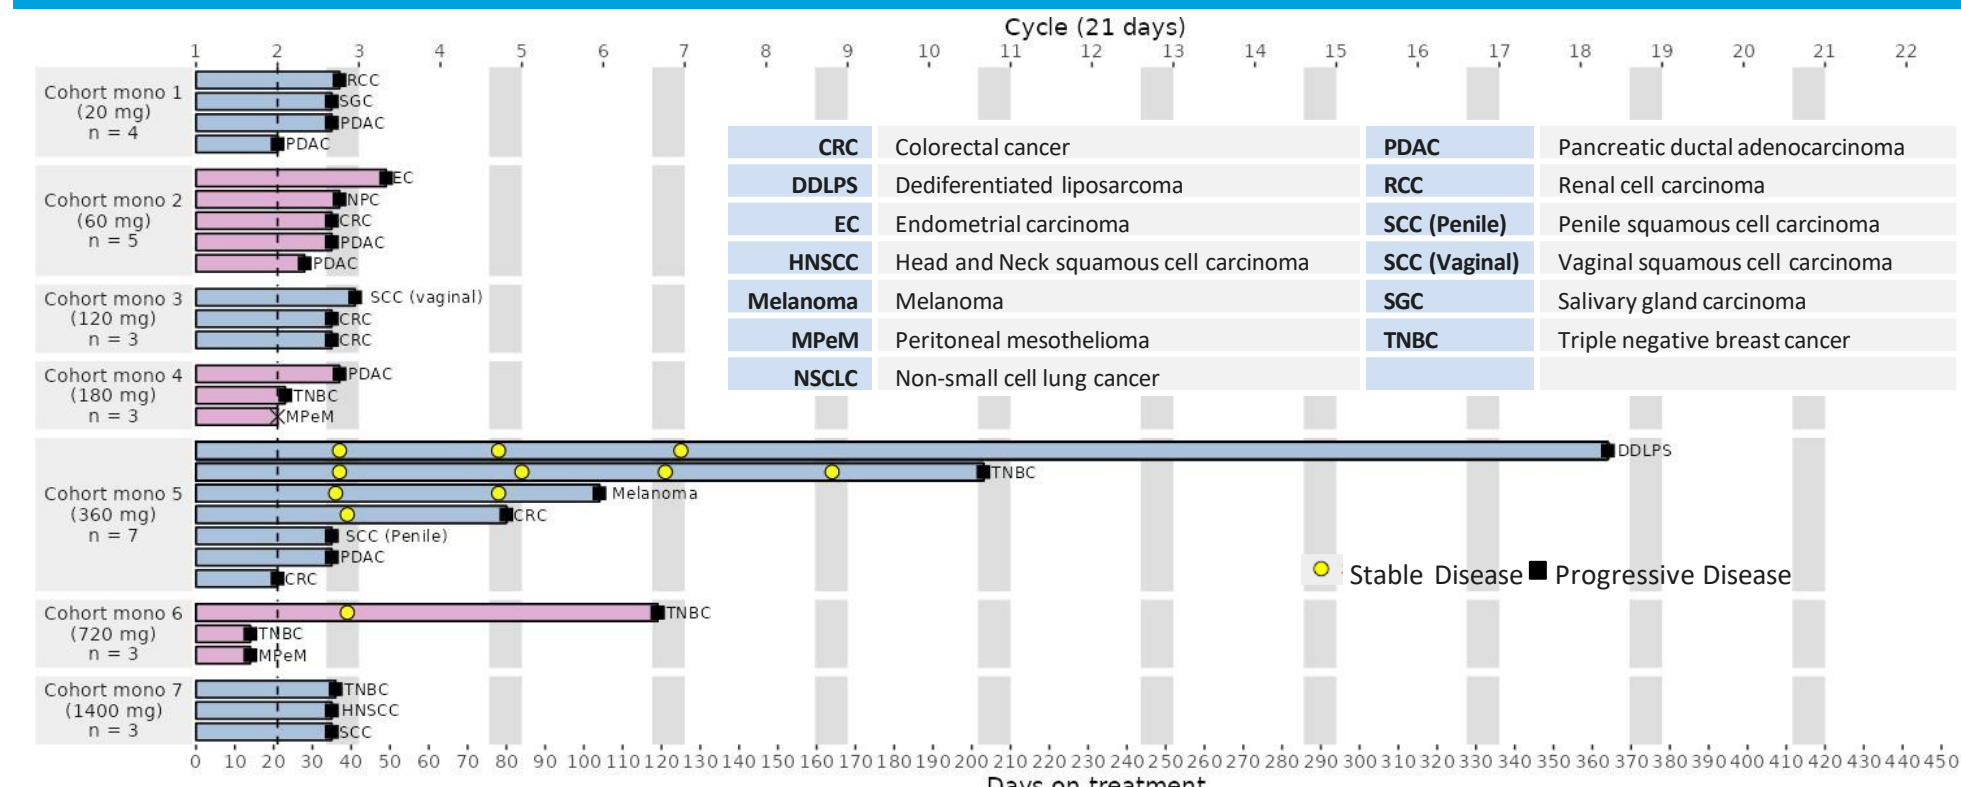 Cycle (21 days)
1 2 3 4 5 6 7 8 9 10 11 12 13 14 15 16 17 18 19 20 21 22
Cohort mono 1
(20 mg)
n = 4
RCC
SGC
PDAC
PDAC
Cohort mono 2
(60 mg)
n = 5
EC
NPC
CRC
PDAC
PDAC
Cohort mono 3
(120 mg)
n = 3
SCC (vaginal)
CRC
CRC
Cohort mono 4
(180 mg)
n = 3
PDAC
TNBC
MPeM
CRC Colorectal cancer PDAC Pancreatic ductal adenocarcinoma
DDLPS Dediferentiated liposarcoma RCC Renal cell carcinoma
EC Endometrial carcinoma SCC (Penile) Penile squamous cell carcinoma
HNSCC Head and Neck squamous cell carcinoma SCC (Vaginal) Vaginal squamous cell carcinoma
Melanoma Melanoma SGC Salivary gland carcinoma
MPeM Peritoneal mesothelioma TNBC Triple negative breast cancer
NSCLC Non-small cell lung cancer
Cohort mono 5
(360 mg)
n = 7
DDLPS
TNBC
Melanoma
CRC
SCC (Penile)
PDAC
CRC
Stable Disease Progressive Disease
Cohort mono 6
(720 mg)
n = 3
TNBC
TNBC
MPeM
Cohort mono 7
(1400 mg)
n = 3
TNBC
HNSCC
SCC
0 10 20 30 40 50 60 70 80 90 100 110 120 130 140 150 160 170 180 190 200 210 220 230 240 250 260 270 280 290 300 310 320 330 340 350 360 370 380 390 400 410 420 430 440 450
Days on treatment